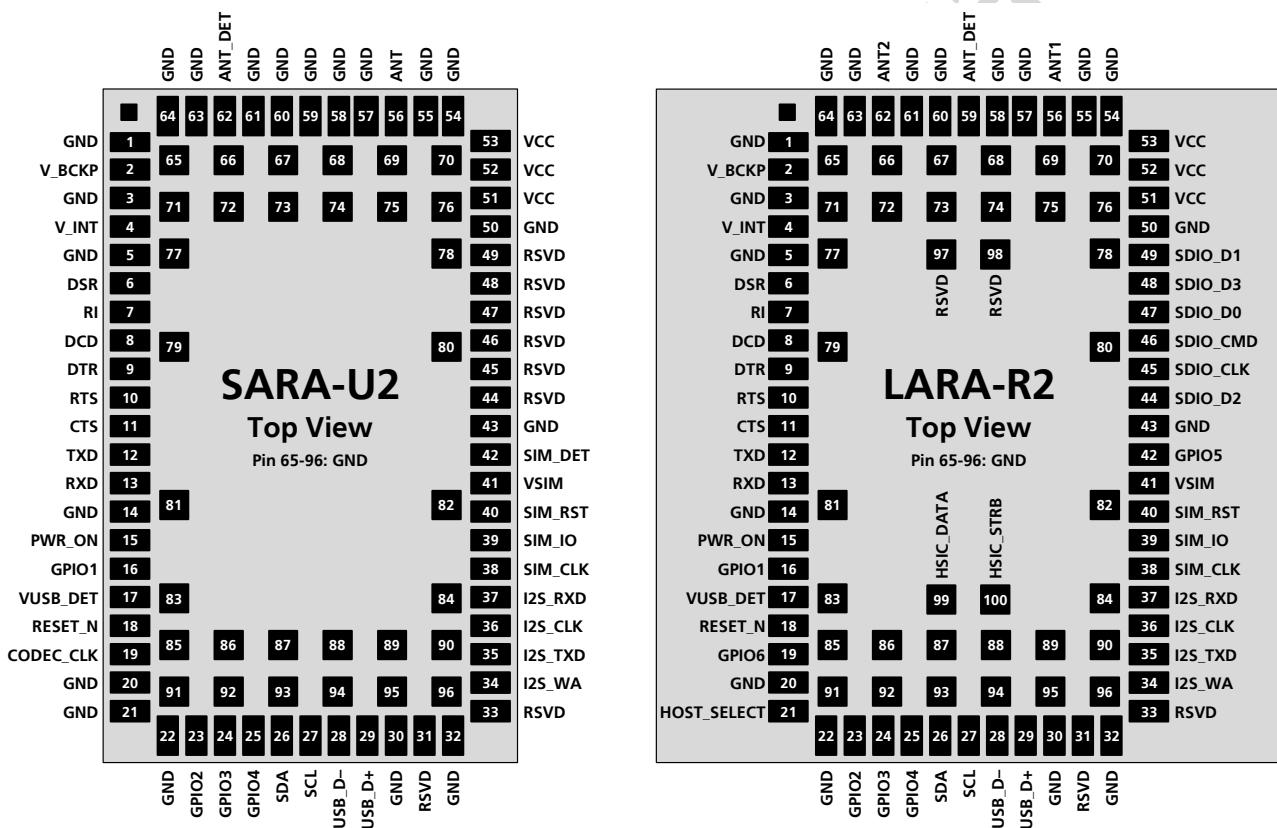 GND GND ANT_DET GND GND GND GND GND ANT GND GND
64 63 62 61 60 59 58 57 56 55 54
GND 1 53 VCC
65 66 67 68 69 70
V_BCKP 2 52 VCC
GND 3 51 VCC
71 72 73 74 75 76
V_INT 4 50 GND
GND 5 77 78 49 RSVD
DSR 6 48 RSVD
RI 7 47 RSVD
DCD 8 79 80 46 RSVD
DTR 9 45 RSVD
SARA-U2
RTS 10 44 RSVD
CTS 11 43 GND
Top View
TXD 12 42 SIM_DET
Pin 65-96: GND
RXD 13 41 VSIM
GND 14 81 82 40 SIM_RST
PWR_ON 15 39 SIM_IO
GPIO1 16 38 SIM_CLK
VUSB_DET 17 83 84 37 I2S_RXD
RESET_N 18 36 I2S_CLK
85 86 87 88 89 90
CODEC_CLK 19 35 I2S_TXD
GND 20 34 I2S_WA
91 92 93 94 95 96
GND 21 33 RSVD
22 23 24 25 26 27 28 29 30 31 32
GND GPIO2 GPIO3 GPIO4 SDA SCL USB_D– USB_D+ GND RSVD GND
GND GND ANT2 GND GND ANT_DET GND GND ANT1 GND GND
64 63 62 61 60 59 58 57 56 55 54
GND 1 53 VCC
65 66 67 68 69 70
V_BCKP 2 52 VCC
GND 3 51 VCC
71 72 73 74 75 76
V_INT 4 50 GND
GND 5 77 97 98 78 49 SDIO_D1
RSVD RSVD
DSR 6 48 SDIO_D3
RI 7 47 SDIO_D0
DCD 8 79 80 46 SDIO_CMD
DTR 9 45 SDIO_CLK
LARA-R2
RTS 10 44 SDIO_D2
CTS 11 43 GND
Top View
TXD 12 42 GPIO5
Pin 65-96: GND
RXD 13 41 VSIM
GND 14 81 82 40 SIM_RST
HSIC_DATA HSIC_STRB
PWR_ON 15 39 SIM_IO
GPIO1 16 38 SIM_CLK
VUSB_DET 17 83 99 100 84 37 I2S_RXD
RESET_N 18 36 I2S_CLK
85 86 87 88 89 90
GPIO6 19 35 I2S_TXD
GND 20 34 I2S_WA
91 92 93 94 95 96
HOST_SELECT 21 33 RSVD
22 23 24 25 26 27 28 29 30 31 32
GND GPIO2 GPIO3 GPIO4 SDA SCL USB_D– USB_D+ GND RSVD GND